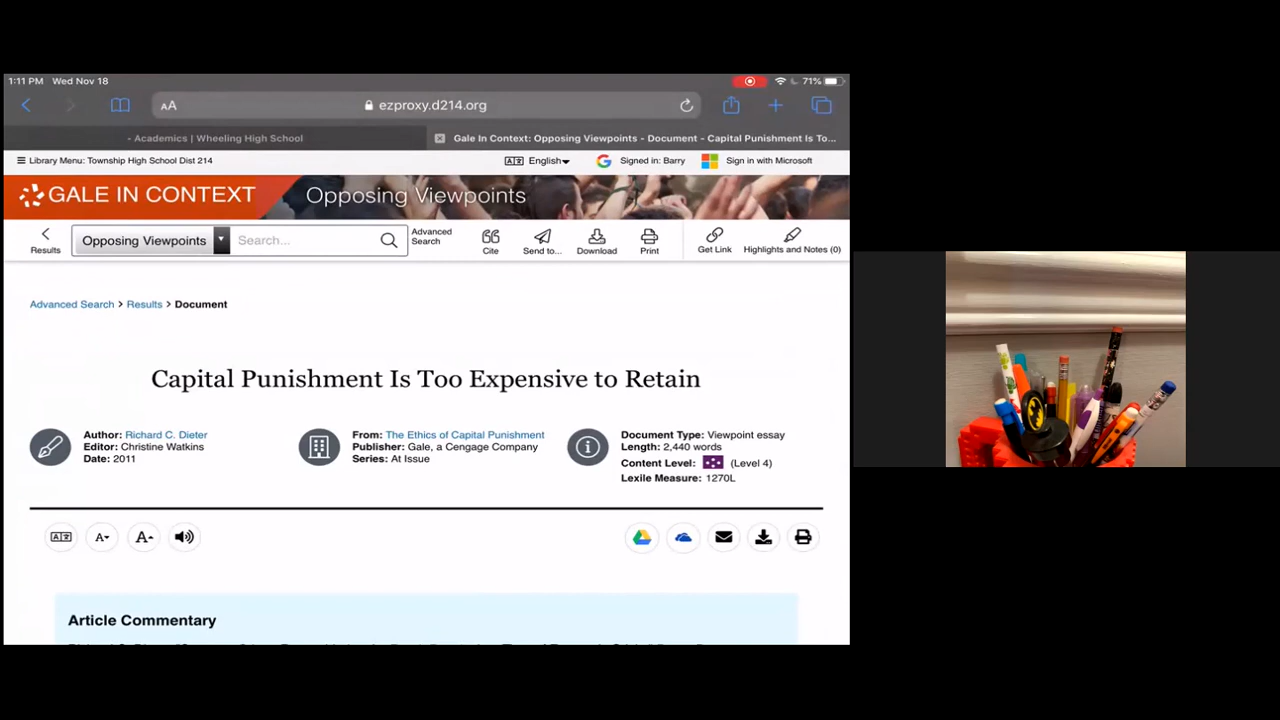 1:11 PM Wed Nov 18
71%
AA
ezproxy.d214.org
- Academics | Wheeling High School
Gale In Context: Opposing Viewpoints - Document - Capital Punishment Is To...
Library Menu: Township High School Dist 214
English
Signed in: Barry
Sign in with Microsoft
GALE IN CONTEXT
Opposing Viewpoints
Results
Opposing Viewpoints
Search...
Advanced
Search
Cite
Send to...
Download
Print
Get Link
Highlights and Notes (0)
Advanced Search > Results > Document
Capital Punishment Is Too Expensive to Retain
Author: Richard C. Dieter
Editor: Christine Watkins
Date: 2011
From: The Ethics of Capital Punishment
Publisher: Gale, a Cengage Company
Series: At Issue
Document Type: Viewpoint essay
Length: 2,440 words
Content Level: (Level 4)
Lexile Measure: 1270L
A-
A
Article Commentary